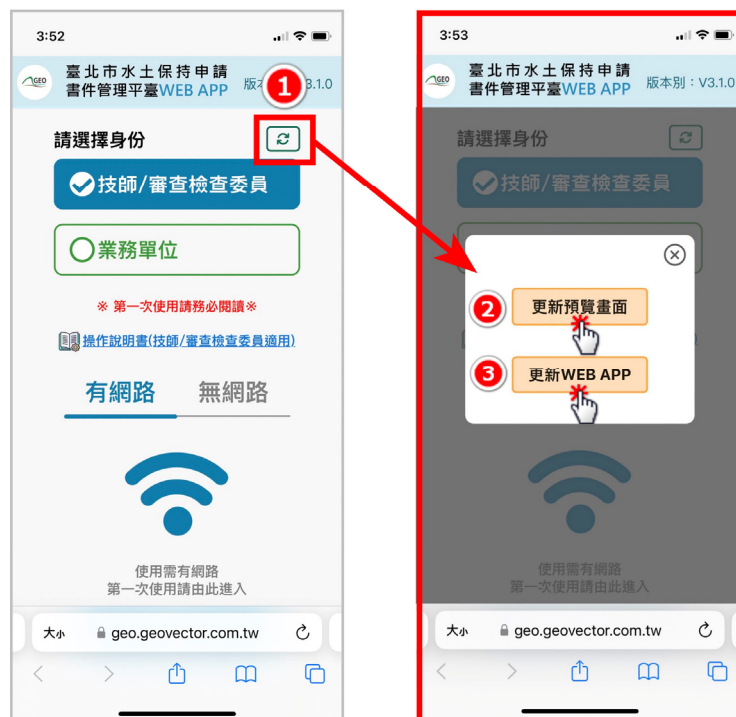 3:52
GEO
臺北市水土保持申請
書件管理平臺WEB APP
3.1.0
1
請選擇身份
技師/審查檢查委員
業務單位
※ 第一次使用請務必閱讀※
操作說明書(技師/審查檢查委員適用)
有網路
無網路
使用需有網路
第一次使用請由此進入
大小
geo.geovector.com.tw
3:53
GEO
臺北市水土保持申請
書件管理平臺WEB APP
版本別：V3.1.0
請選擇身份
技師/審查檢查委員
2
更新預覽畫面
3
更新WEB APP
使用需有網路
第一次使用請由此進入
大小
geo.geovector.com.tw